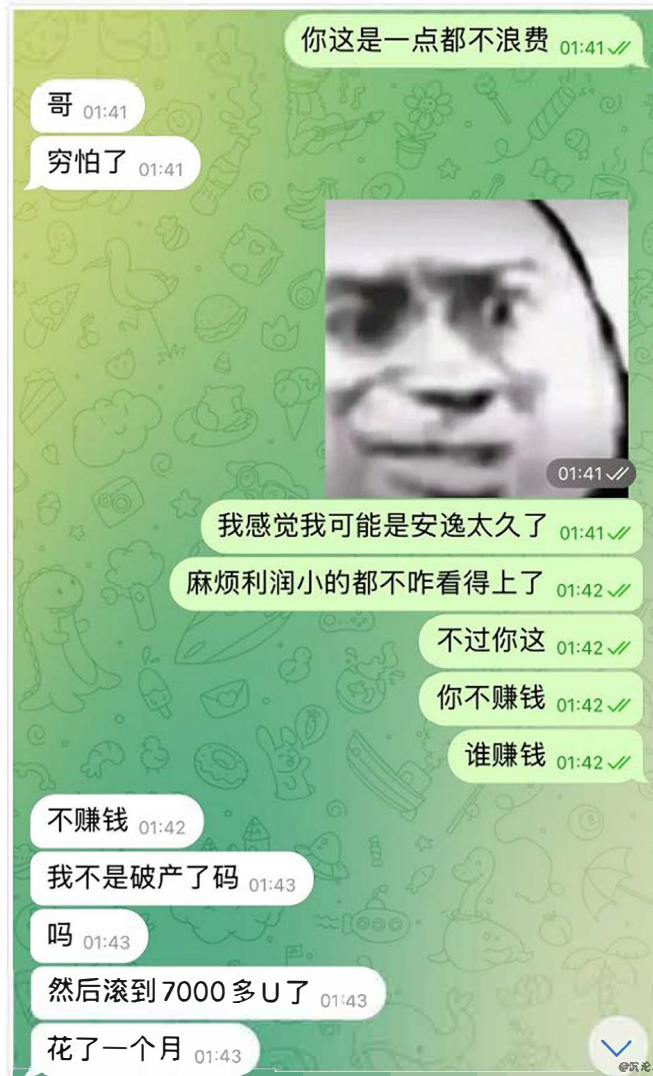 你这是一点都不浪费 01:41
哥 01:41
穷怕了 01:41
01:41
我感觉我可能是安逸太久了 01:41
麻烦利润小的都不咋看得上了 01:42
不过你这 01:42
你不赚钱 01:42
谁赚钱 01:42
不赚钱 01:42
我不是破产了码 01:43
吗 01:43
然后滚到7000多U了 01:43
花了一个月 01:43